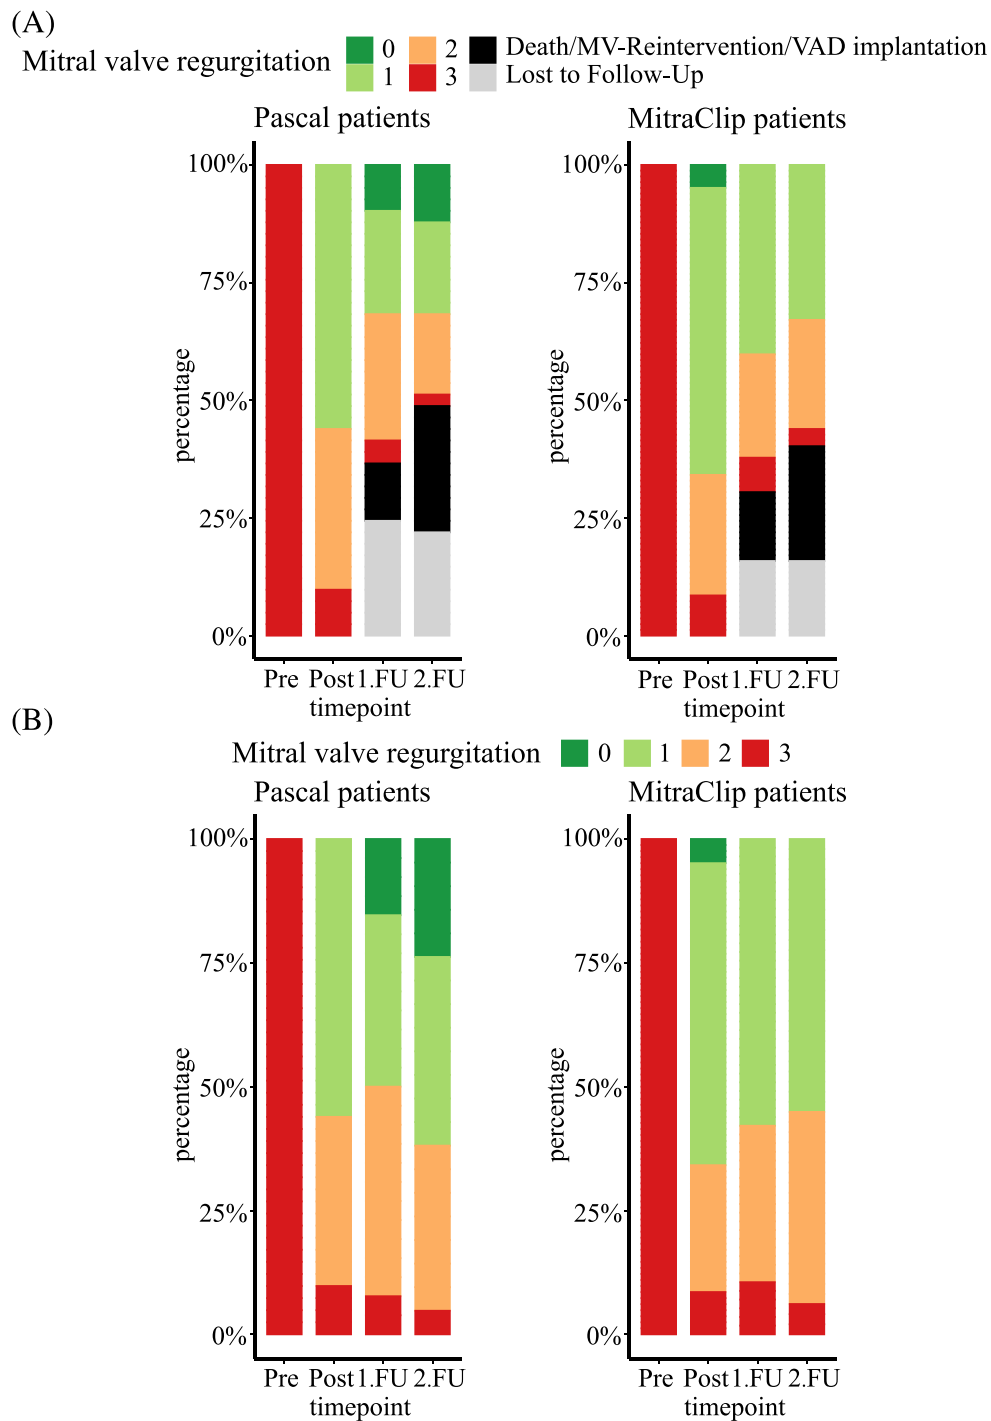 (A)
Mitral valve regurgitation 0 2 Death/MV-Reintervention/VAD implantation
1 3 Lost to Follow-Up
Pascal patients MitraClip patients
100% 100%
75% 75%
50% 50%
25% 25%
0% 0%
percentage percentage
Pre Post 1.FU 2.FU Pre Post 1.FU 2.FU
timepoint timepoint
(B)
Mitral valve regurgitation 0 1 2 3
Pascal patients MitraClip patients
100% 100%
75% 75%
50% 50%
25% 25%
0% 0%
percentage percentage
Pre Post 1.FU 2.FU Pre Post 1.FU 2.FU
timepoint timepoint